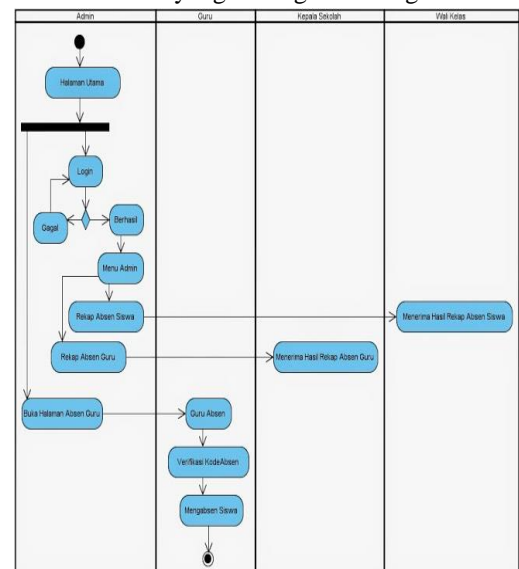 Admin
Guru
Kepala Sekolah
Wali Kelas
Halaman Utama
Login
Gagal
Berhasil
Menu Admin
Rekap Absen Siswa
Menerima Hasil Rekap Absen Siswa
Rekap Absen Guru
Menerima Hasil Rekap Absen Guru
Buka Halaman Absen Guru
Guru Absen
Verifikasi KodeAbsen
Mengabsen Siswa